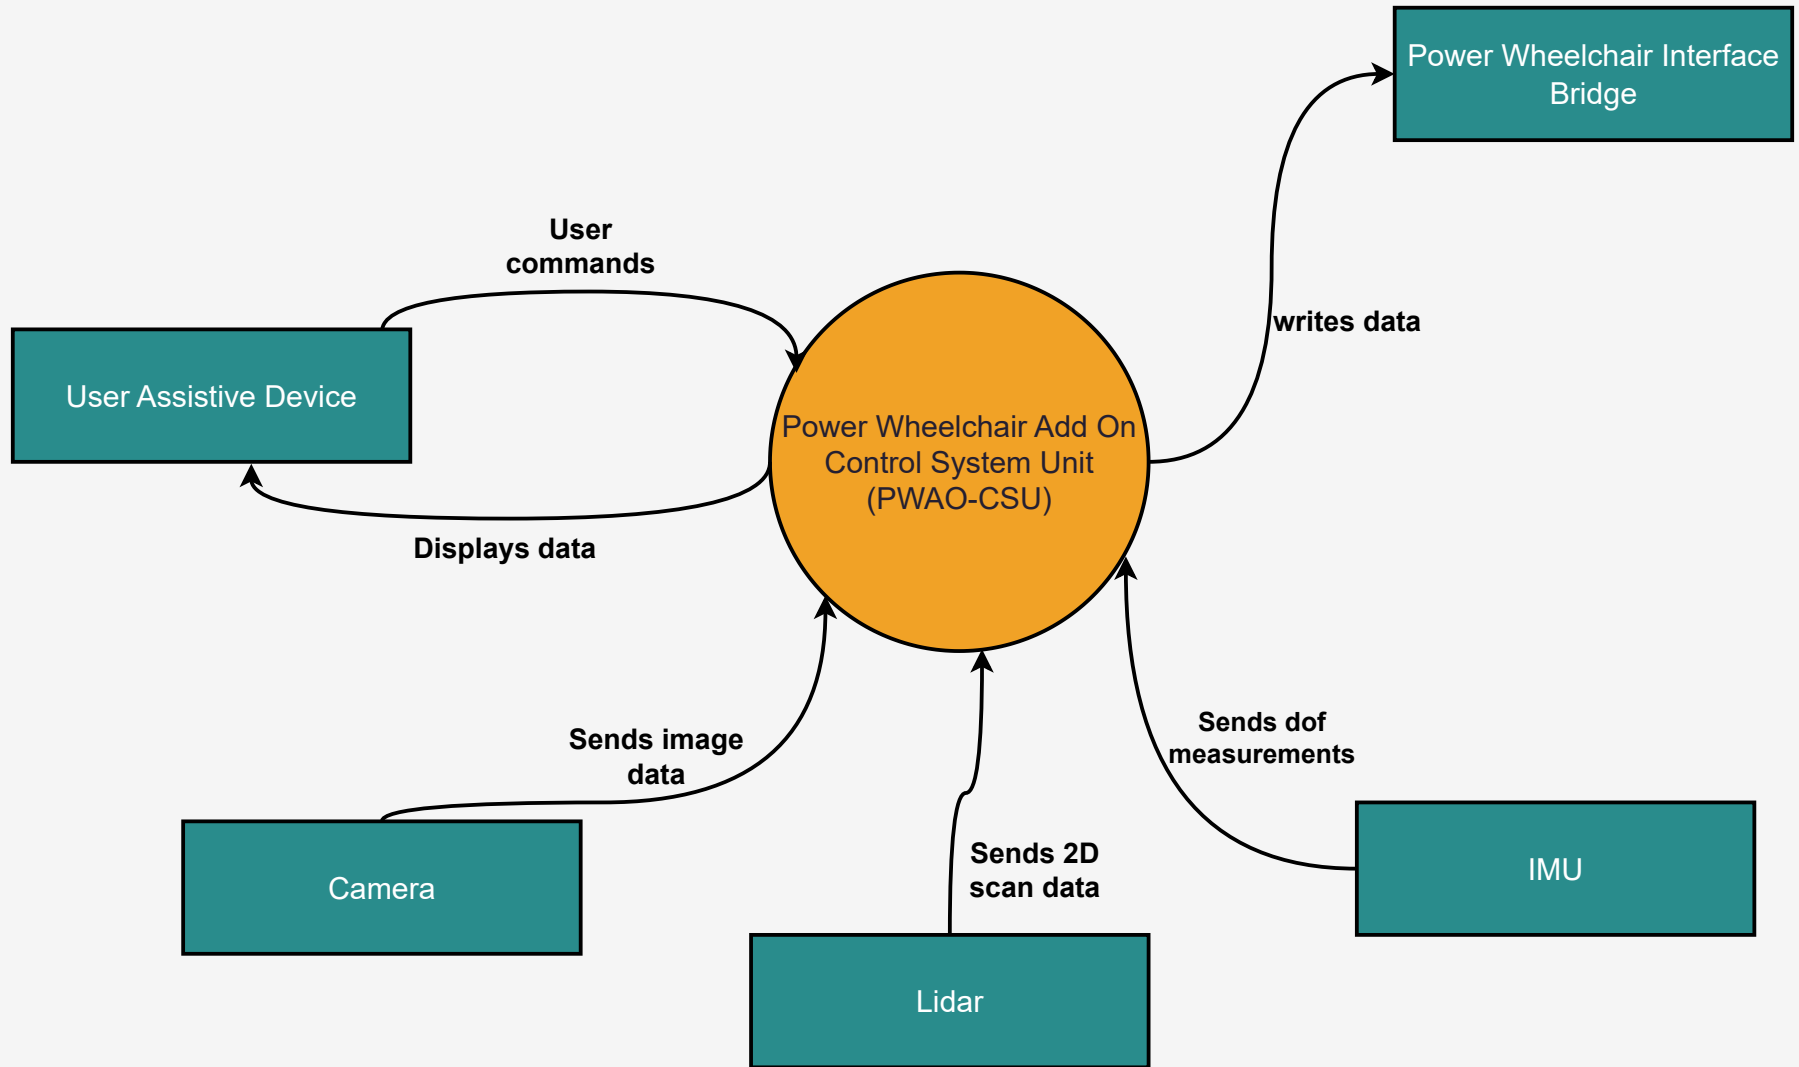 Power Wheelchair Interface
Bridge
User
commands
writes data
User Assistive Device
Power Wheelchair Add On
Control System Unit
(PWAO-CSU)
Displays data
Sends image
data
Sends dof
measurements
Sends 2D
scan data
Camera
IMU
Lidar